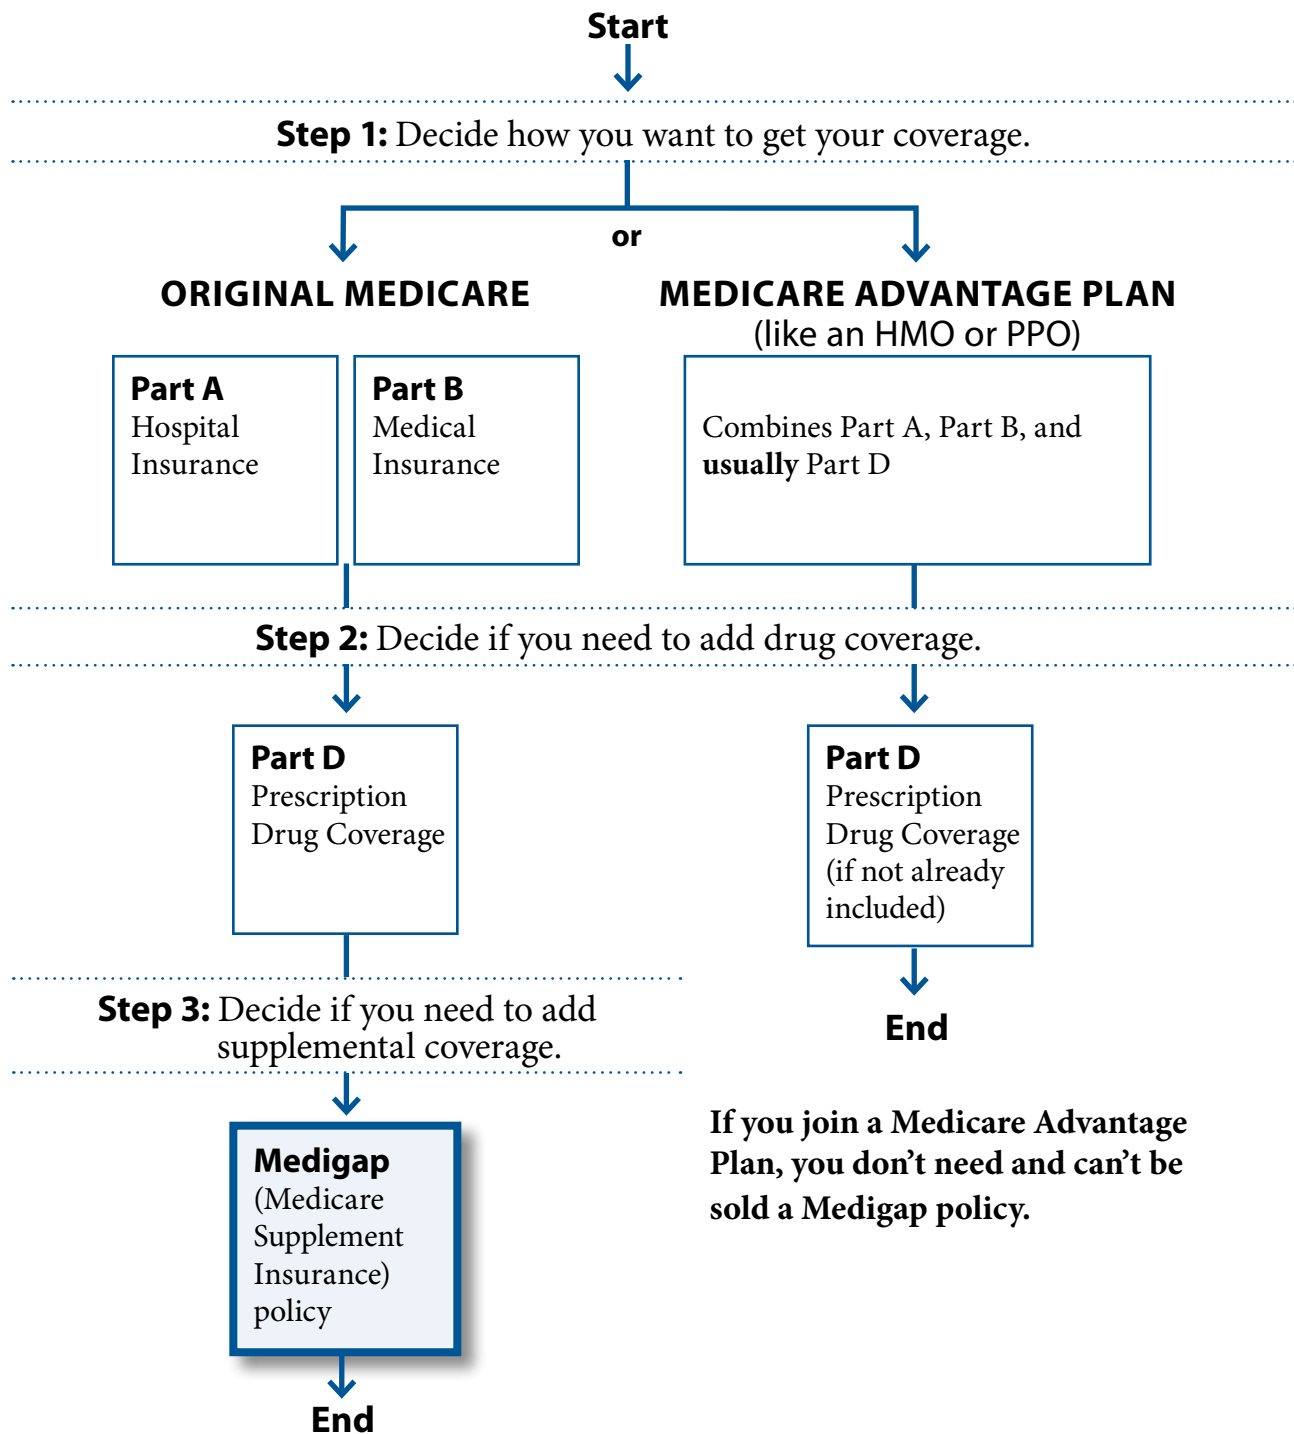 Start
Step 1: Decide how you want to get your coverage.
or
ORIGINAL MEDICARE
Part A
Hospital
Insurance
Part B
Medical
Insurance
MEDICARE ADVANTAGE PLAN
(like an HMO or PPO)
Combines Part A, Part B, and
usually Part D
Step 2: Decide if you need to add drug coverage.
Part D
Prescription
Drug Coverage
Part D
Prescription
Drug Coverage
(if not already
included)
Step 3: Decide if you need to add
supplemental coverage.
End
Medigap
(Medicare
Supplement
Insurance)
policy
End
If you join a Medicare Advantage
Plan, you don’t need and can’t be
sold a Medigap policy.